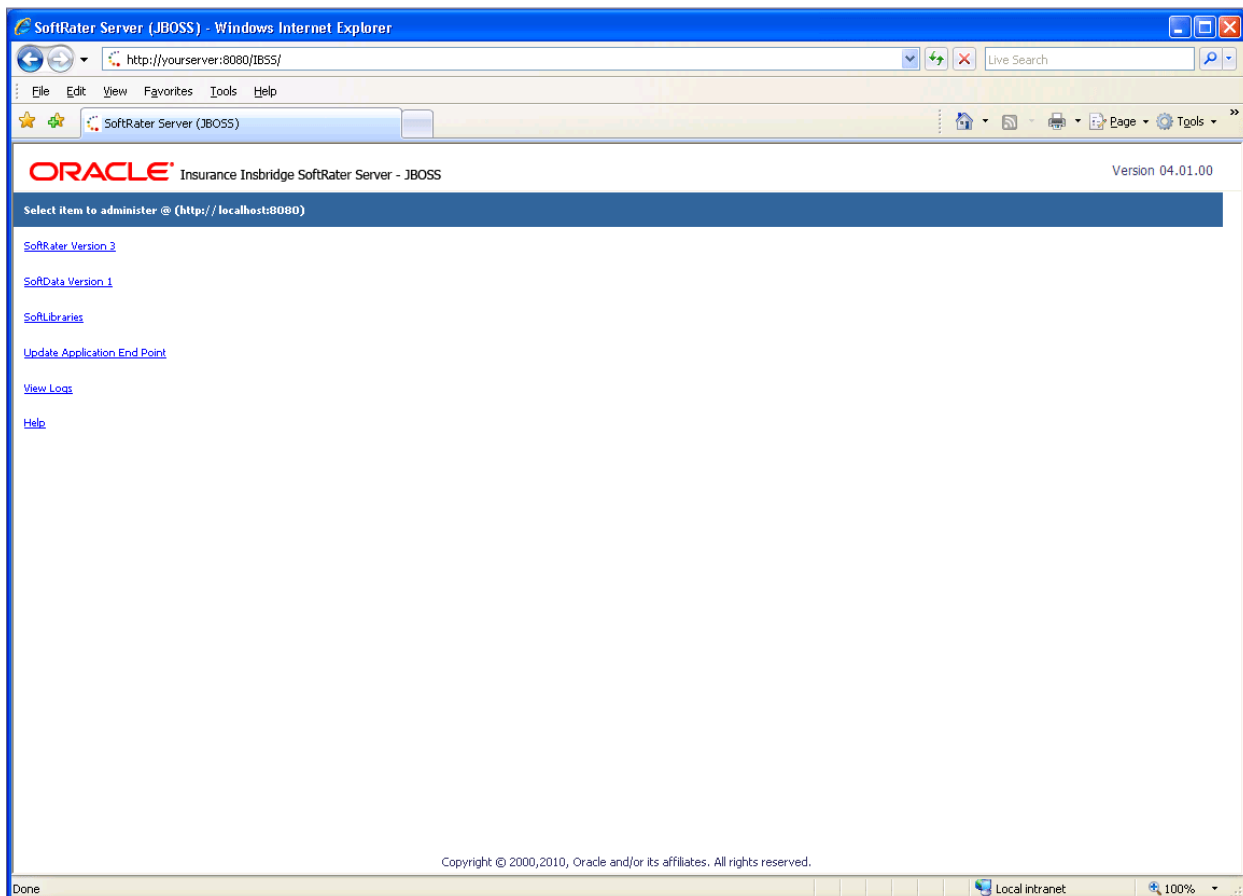 SoftRater Server (JBOSS) - Windows Internet Explorer
http://yourserver:8080/IBSS/
Live Search
File Edit View Favorites Tools Help
SoftRater Server (JBOSS)
Page Tools »
ORACLE® Insurance Insbridge SoftRater Server - JBOSS
Version 04.01.00
Select item to administer @ (http://localhost:8080)
SoftRater Version 3
SoftData Version 1
SoftLibraries
Update Application End Point
View Logs
Help
Copyright © 2000,2010, Oracle and/or its affiliates. All rights reserved.
Done
Local intranet
100%